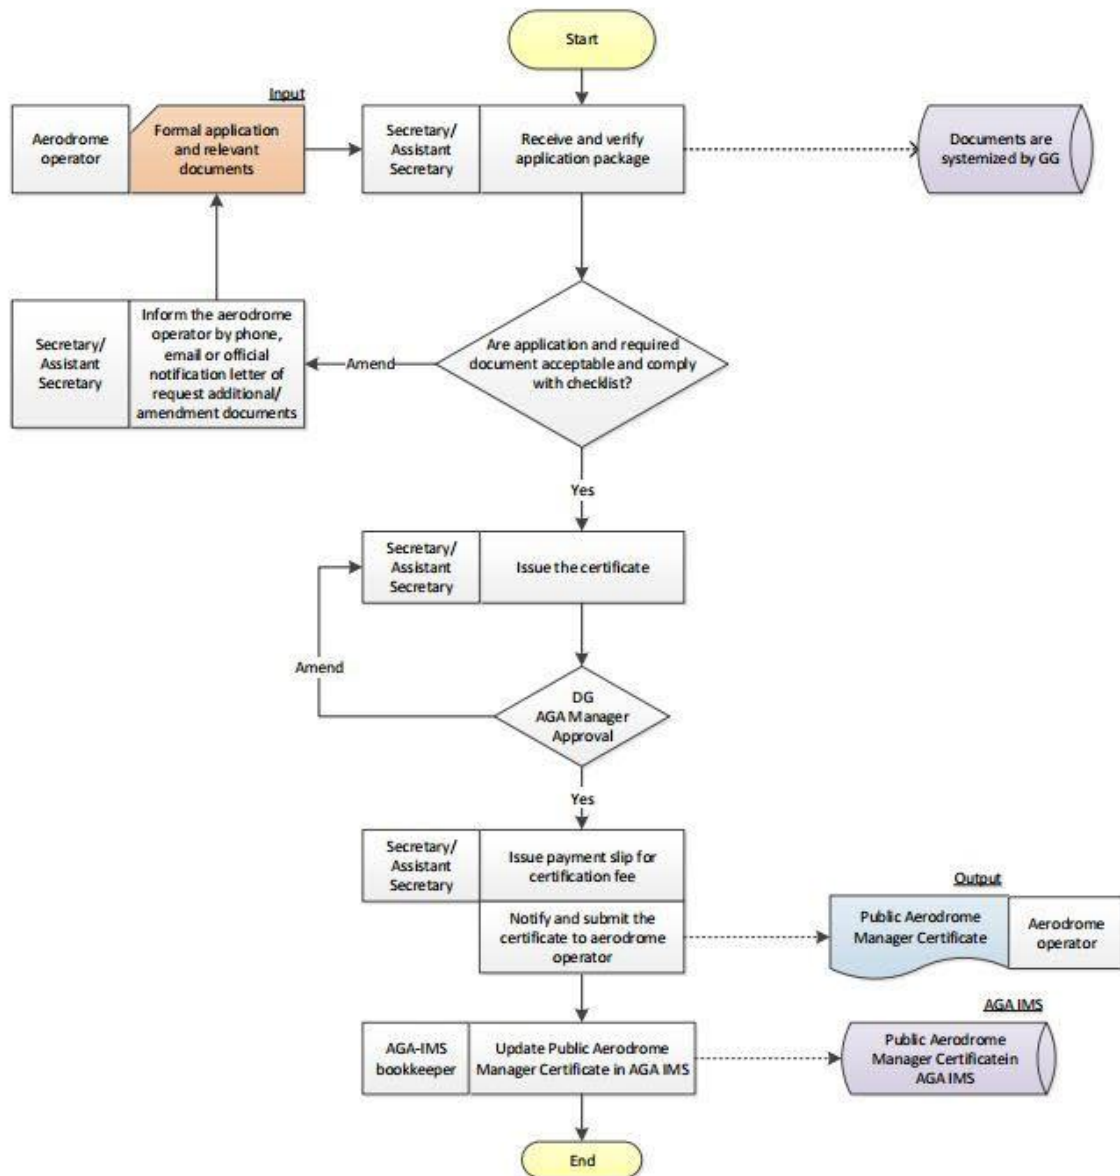 Start
Input
Aerodrome
operator
Formal application
and relevant
documents
Secretary/
Assistant
Secretary
Receive and verify
application package
Documents are
systemized by GG
Secretary/
Assistant
Secretary
Inform the aerodrome
operator by phone,
email or official
notification letter of
request additional/
amendment documents
Amend
Are application and required
document acceptable and comply
with checklist?
Yes
Secretary/
Assistant
Secretary
Issue the certificate
Amend
DG
AGA Manager
Approval
Yes
Secretary/
Assistant
Secretary
Issue payment slip for
certification fee
Notify and submit the
certificate to aerodrome
operator
Output
Public Aerodrome
Manager Certificate
Aerodrome
operator
AGA IMS
AGA-IMS
bookkeeper
Update Public Aerodrome
Manager Certificate in AGA IMS
Public Aerodrome
Manager Certificatein
AGA IMS
End